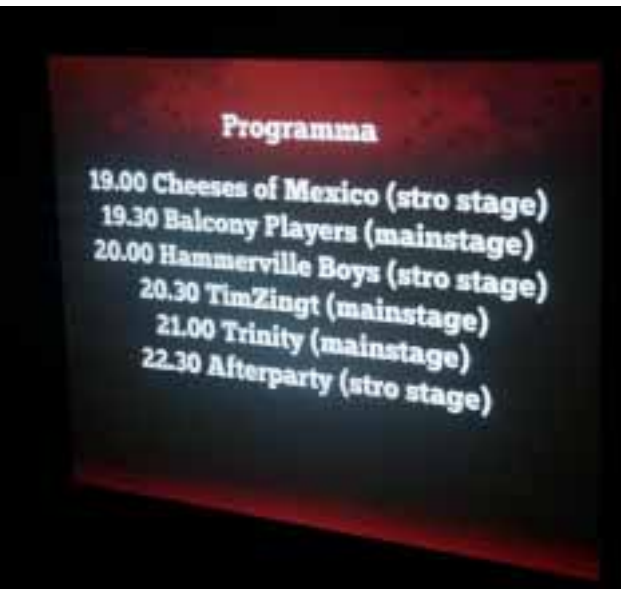 Programma
19.00 Cheeses of Mexico (stro stage)
19.30 Balcony Players (mainstage)
20.00 Hammerville Boys (stro stage)
20.30 TimZingt (mainstage)
21.00 Trinity (mainstage)
22.30 Afterparty (stro stage)